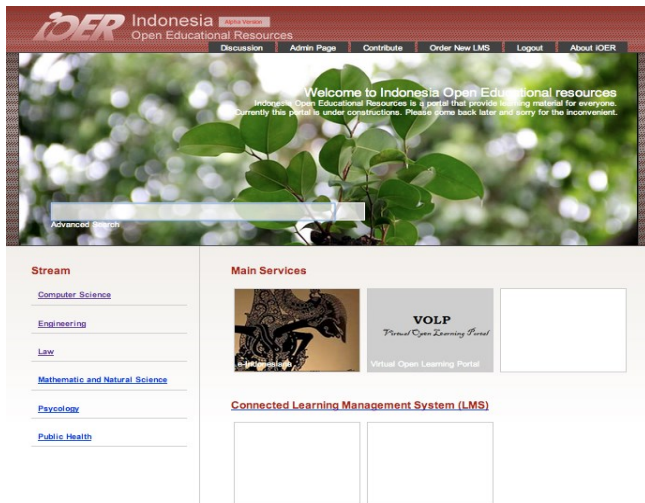 iOER Indonesia Alpha Version
Open Educational Resources
Discussion Admin Page Contribute Order New LMS Logout About iOER
Welcome to Indonesia Open Educational resources
Indonesia Open Educational Resources is a portal that provide learning material for everyone.
Currently this portal is under constructions. Please come back later and sorry for the inconvenient.
Advanced Search
Stream
Computer Science
Engineering
Law
Mathematic and Natural Science
Psycology
Public Health
Main Services
e-Indonesiana
VOLP
Virtual Open Learning Portal
Virtual Open Learning Portal
Connected Learning Management System (LMS)